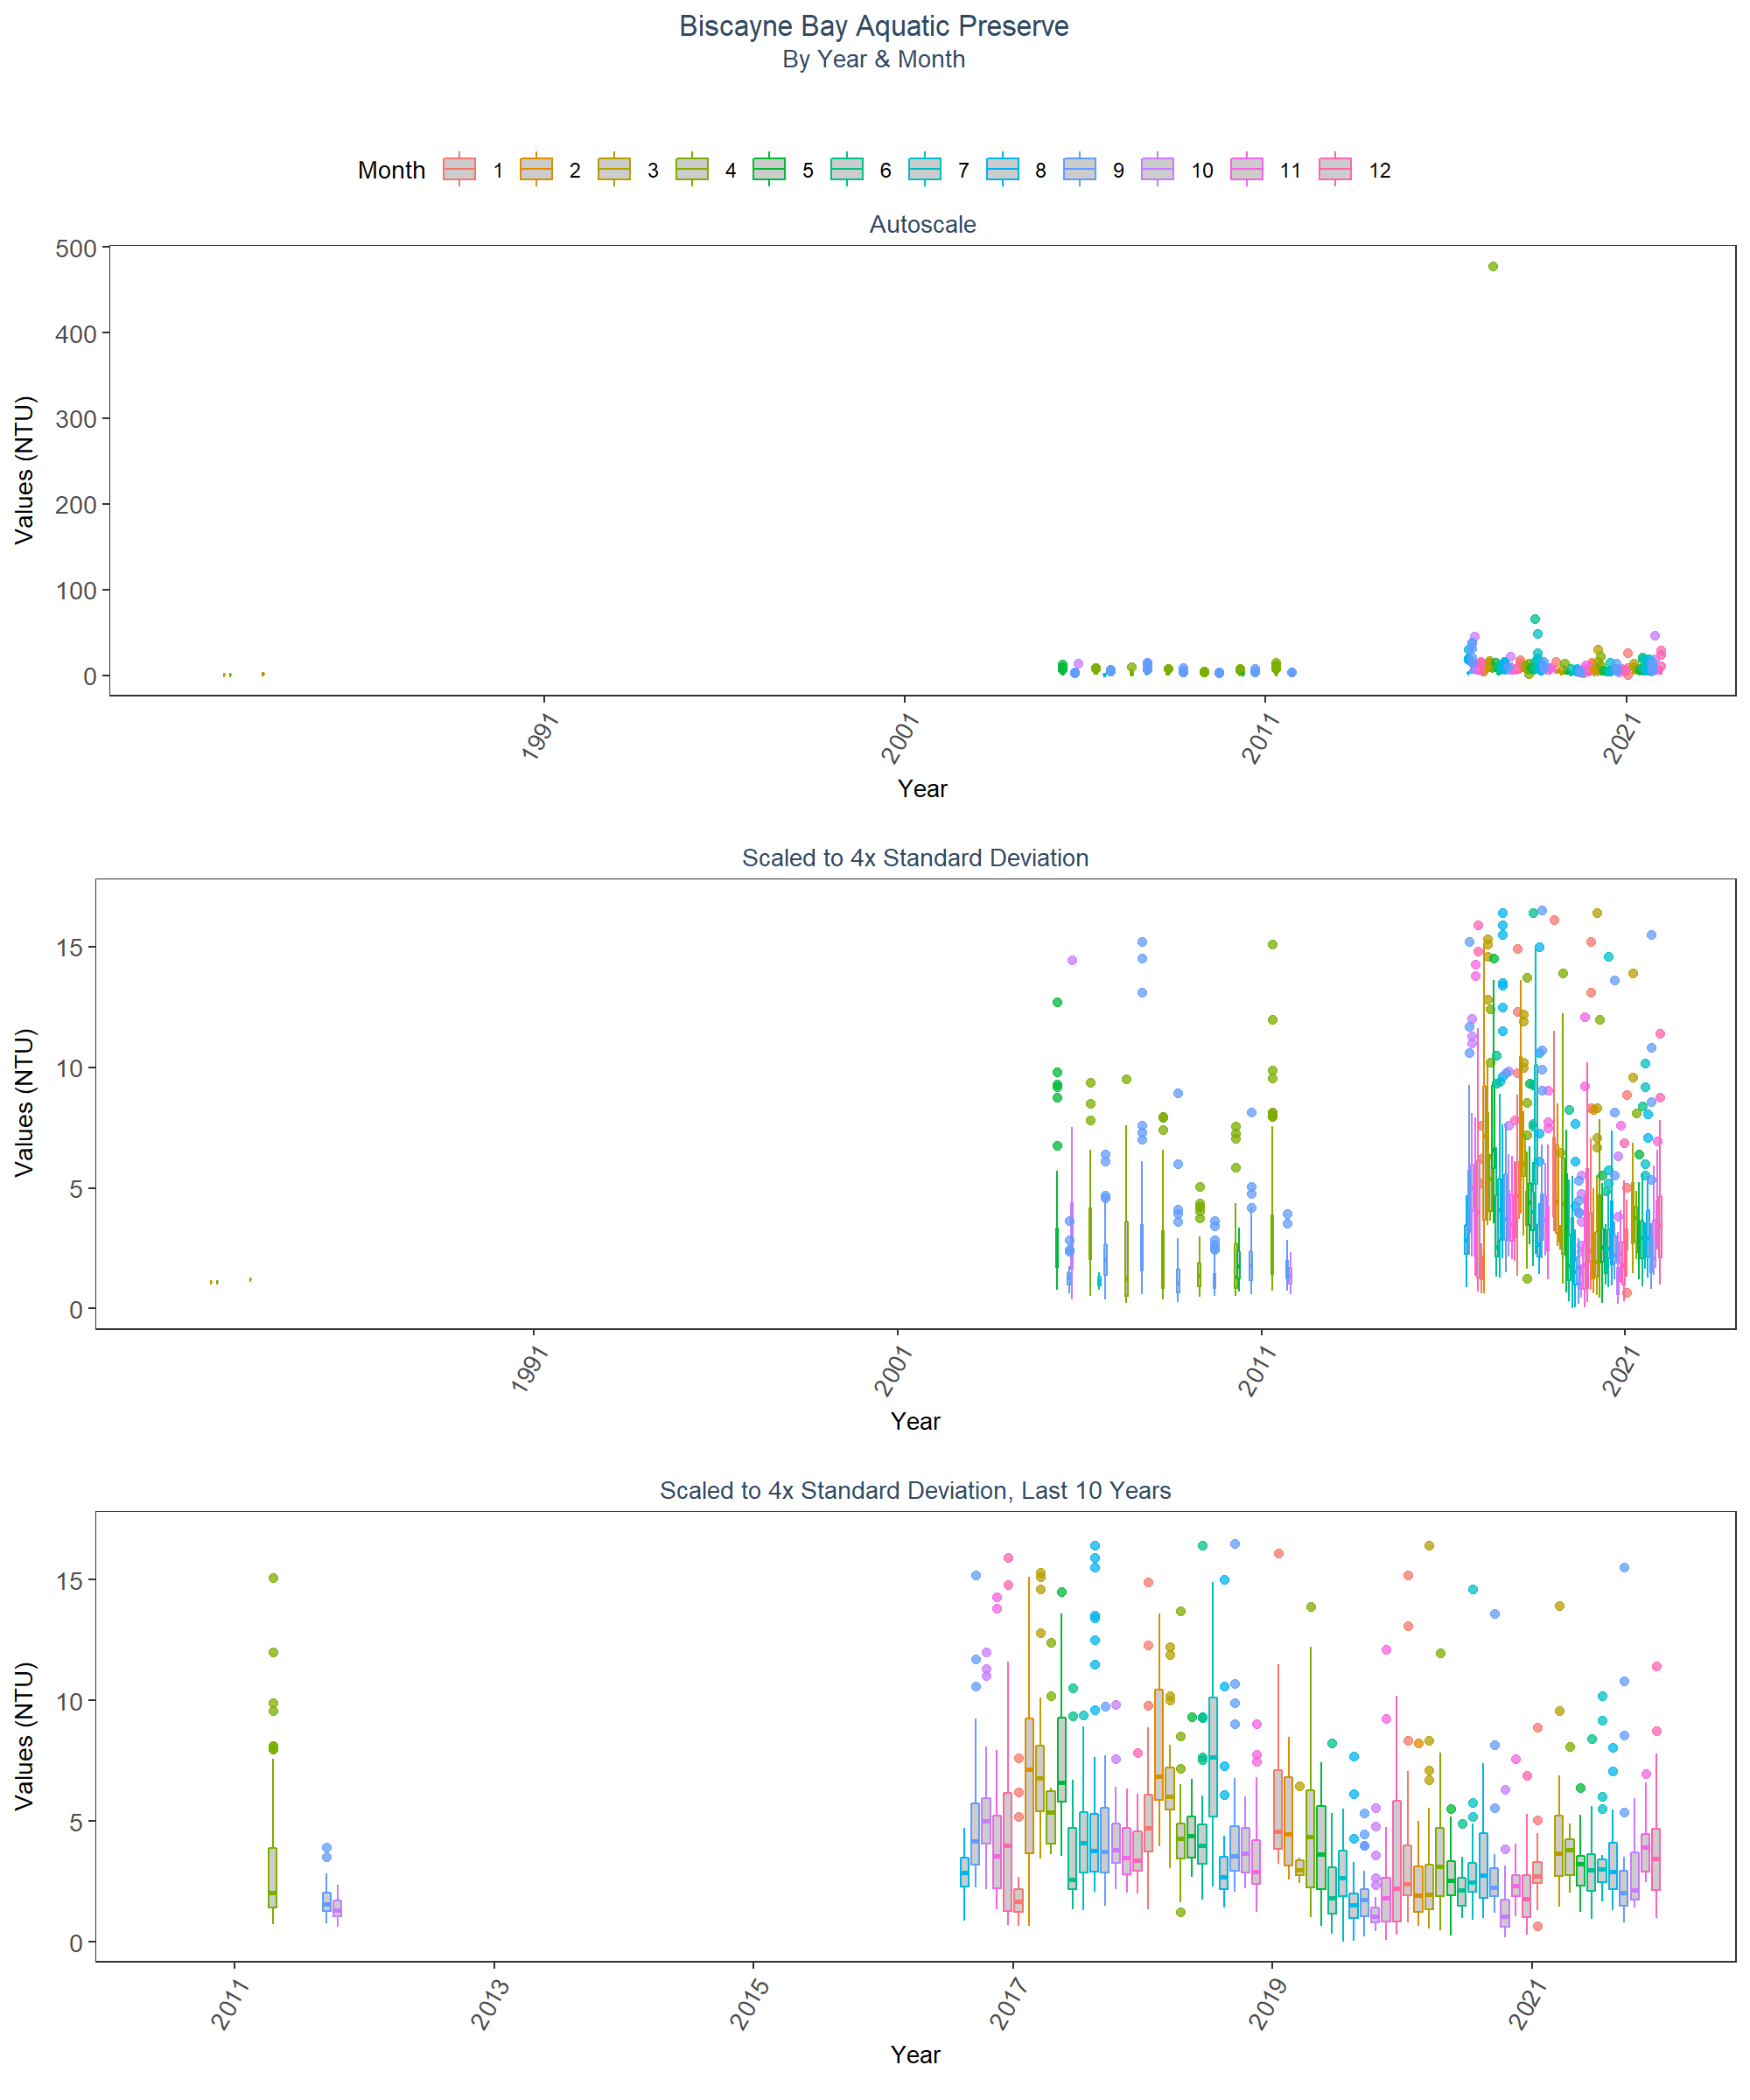 Biscayne Bay Aquatic Preserve
By Year & Month
Month 1 2 3 4 5 6 7 8 9 10 11 12
Autoscale
500
400
300
200
100
0
Values (NTU)
1991 2001 2011 2021
Year
Scaled to 4x Standard Deviation
15
10
5
0
Values (NTU)
1991 2001 2011 2021
Year
Scaled to 4x Standard Deviation, Last 10 Years
15
10
5
0
Values (NTU)
2011 2013 2015 2017 2019 2021
Year